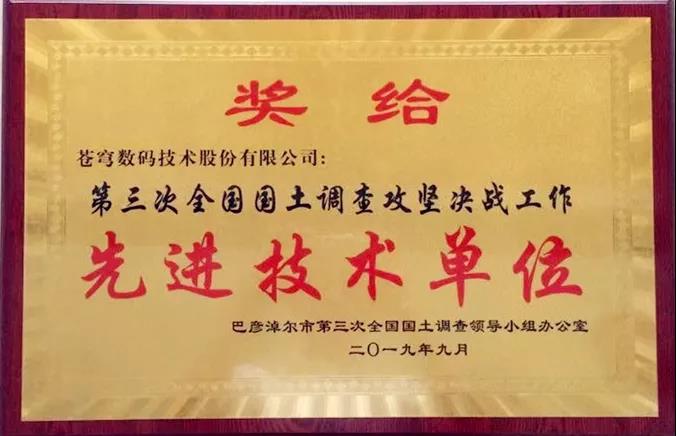 奖给
苍穹数码技术股份有限公司：
第三次全国国土调查攻坚决战工作
先进技术单位
巴彦淖尔市第三次全国国土调查领导小组办公室
二〇一九年九月